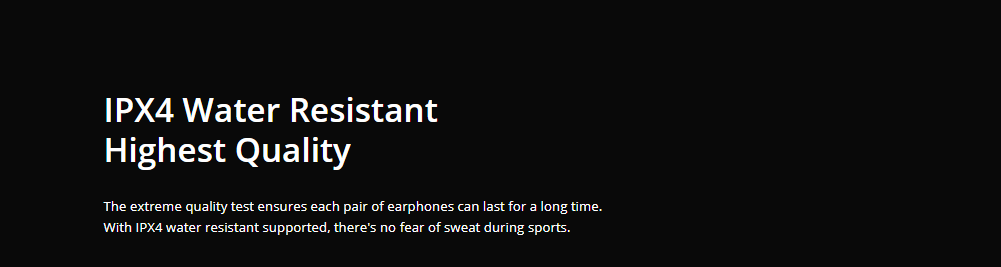 IPX4 Water Resistant
Highest Quality
The extreme quality test ensures each pair of earphones can last for a long time.
With IPX4 water resistant supported, there's no fear of sweat during sports.